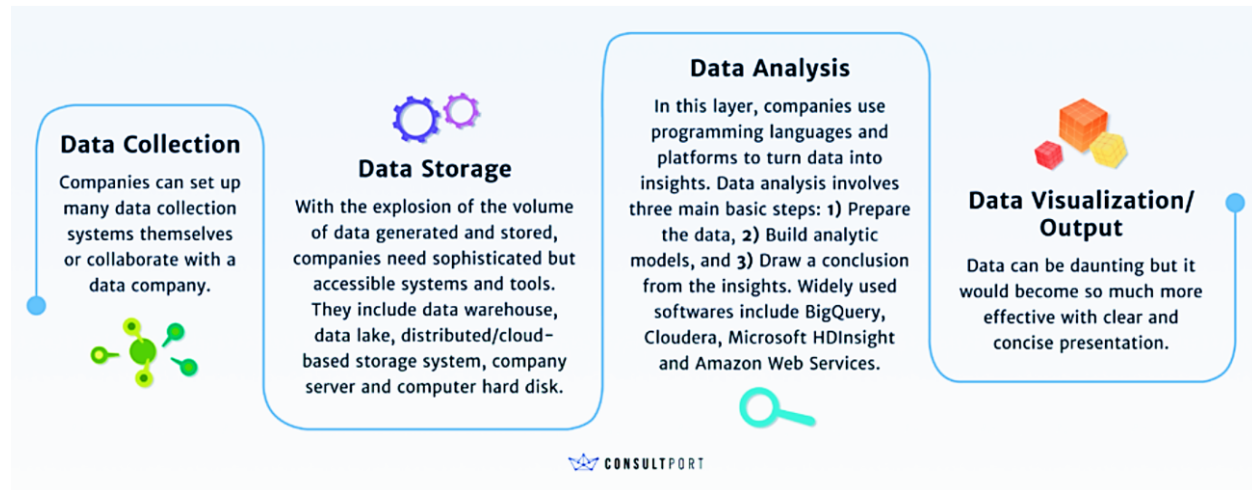 Data Collection
Companies can set up
many data collection
systems themselves
or collaborate with a
data company.
Data Storage
With the explosion of the volume
of data generated and stored,
companies need sophisticated but
accessible systems and tools.
They include data warehouse,
data lake, distributed/cloud-
based storage system, company
server and computer hard disk.
Data Analysis
In this layer, companies use
programming languages and
platforms to turn data into
insights. Data analysis involves
three main basic steps: 1) Prepare
the data, 2) Build analytic
models, and 3) Draw a conclusion
from the insights. Widely used
softwares include BigQuery,
Cloudera, Microsoft HDInsight
and Amazon Web Services.
Data Visualization/
Output
Data can be daunting but it
would become so much more
effective with clear and
concise presentation.
CONSULTPORT